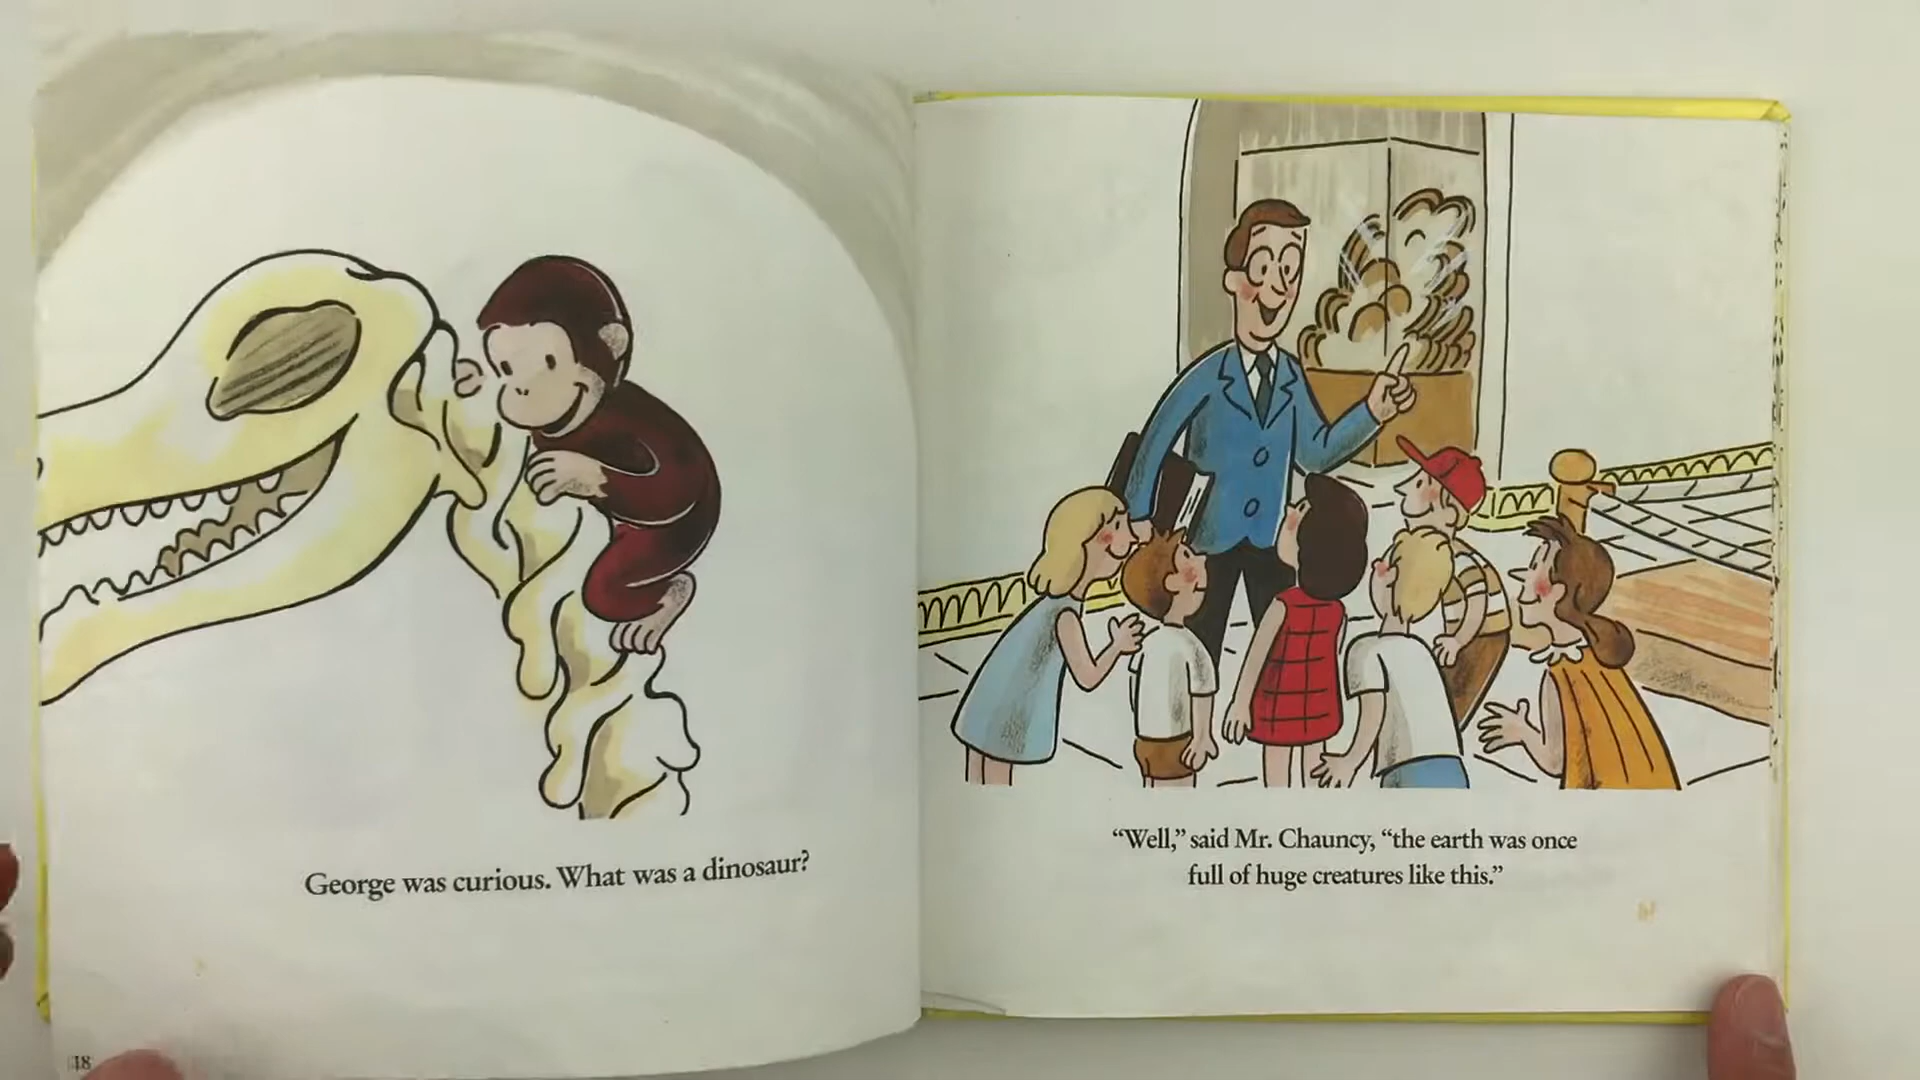 George was curious. What was a dinosaur?
18
“Well,” said Mr. Chauncy, “the earth was once
full of huge creatures like this.”